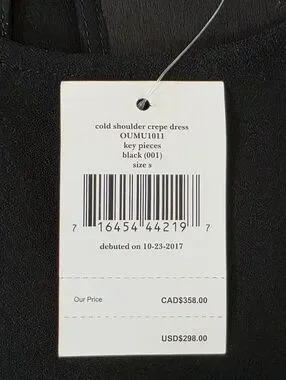 cold shoulder crepe dress
OUMU1011
key pieces
black (001)
size s
7 16454 44219 7
debuted on 10-23-2017
Our Price CAD$358.00
USD$298.00